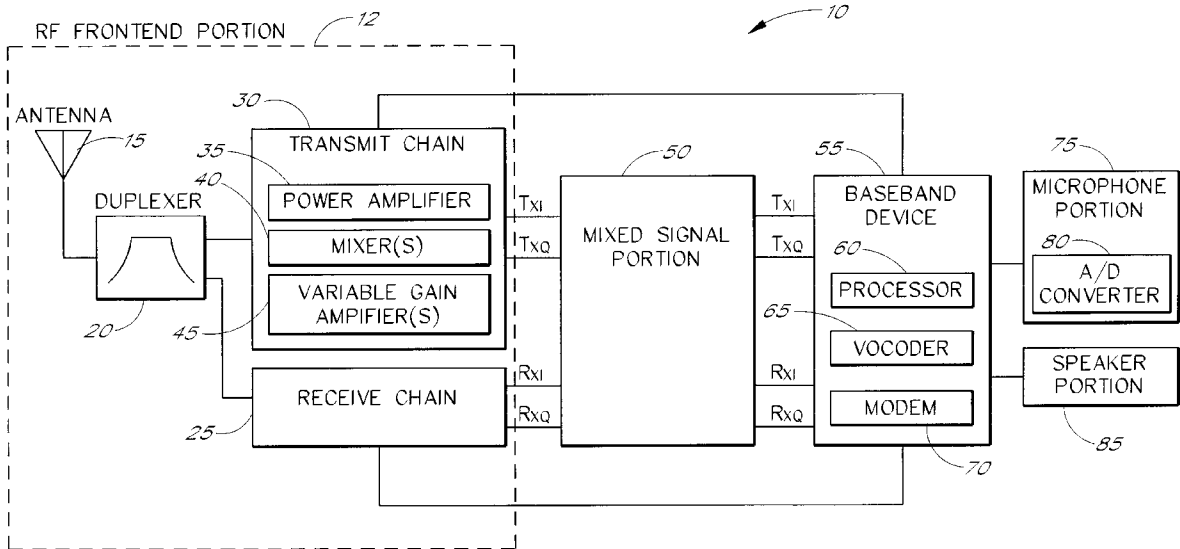 RF FRONTEND PORTION
12
10
ANTENNA
15
30
TRANSMIT CHAIN
35
POWER AMPLIFIER
40
MIXER(S)
VARIABLE GAIN
AMPIFIER(S)
45
DUPLEXER
20
RECEIVE CHAIN
25
TXI
TXQ
RXI
RXQ
50
MIXED SIGNAL
PORTION
TXI
TXQ
RXI
RXQ
55
BASEBAND
DEVICE
60
PROCESSOR
65
VOCODER
MODEM
70
75
MICROPHONE
PORTION
80
A/D
CONVERTER
SPEAKER
PORTION
85